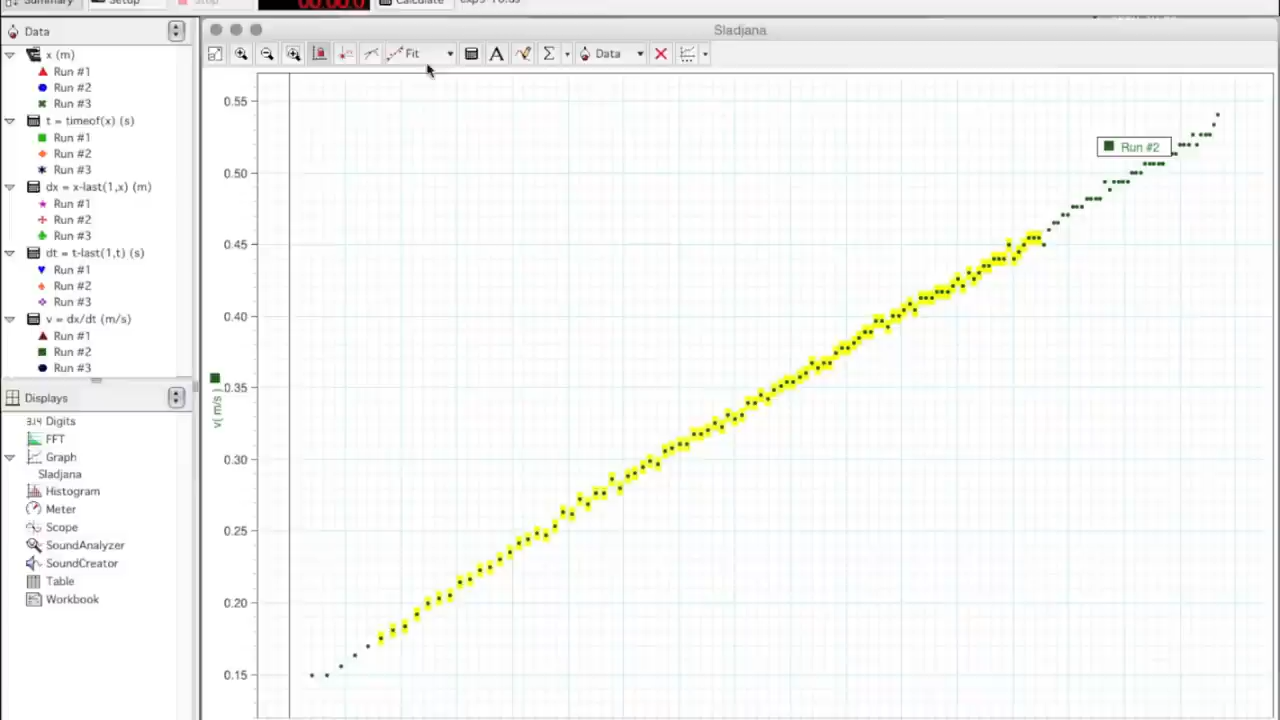 Summary Setup Stop 00:00.0 Calculate
Data
x (m)
Run #1
Run #2
Run #3
t = timeof(x) (s)
Run #1
Run #2
Run #3
dx = x-last(1,x) (m)
Run #1
Run #2
Run #3
dt = t-last(1,t) (s)
Run #1
Run #2
Run #3
v = dx/dt (m/s)
Run #1
Run #2
Run #3
Displays
3.14 Digits
FFT
Graph
Sladjana
Histogram
Meter
Scope
SoundAnalyzer
SoundCreator
Table
Workbook
Sladjana
Fit A Σ Data
0.55
Run #2
0.50
0.45
0.40
0.35
v( m/s )
0.30
0.25
0.20
0.15